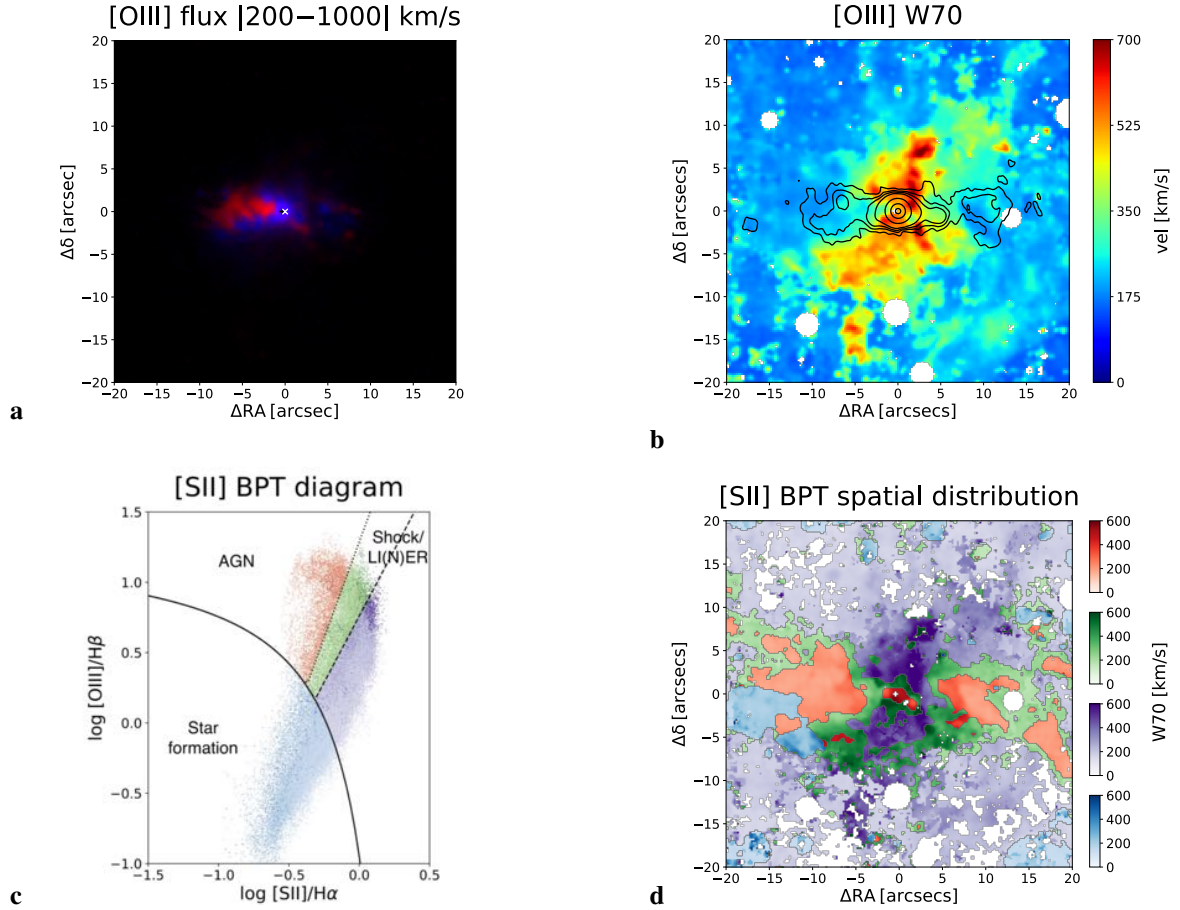 [OIII] flux |200−1000| km/s
20
15
10
5
0
−5
−10
−15
−20
Δδ [arcsec]
−20 −15 −10 −5 0 5 10 15 20
ΔRA [arcsec]
a
[OIII] W70
20
15
10
5
0
−5
−10
−15
−20
Δδ [arcsec]
−20 −15 −10 −5 0 5 10 15 20
ΔRA [arcsecs]
700
525
350
175
0
vel [km/s]
b
[SII] BPT diagram
1.5
1.0
0.5
0.0
−0.5
−1.0
log [OIII]/Hβ
AGN
Shock/
LI(N)ER
Star
formation
−1.5 −1.0 −0.5 0.0 0.5
log [SII]/Hα
c
[SII] BPT spatial distribution
20
15
10
5
0
−5
−10
−15
−20
Δδ [arcsecs]
−20 −15 −10 −5 0 5 10 15 20
ΔRA [arcsecs]
600
400
200
0
600
400
200
0
600
400
200
0
600
400
200
0
W70 [km/s]
d